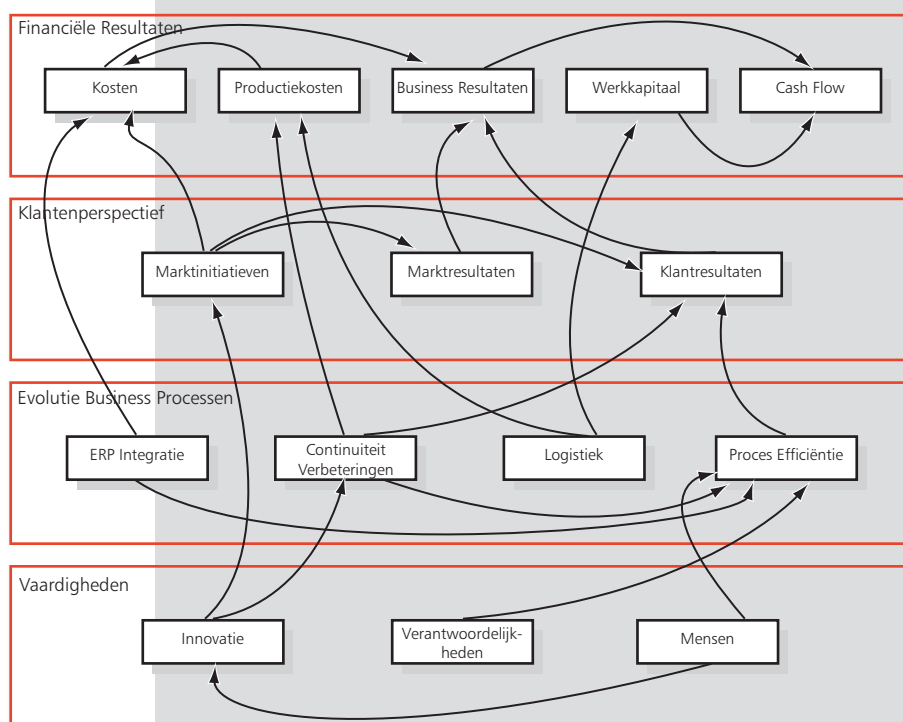 Financiële Resultaten
Kosten
Productiekosten
Business Resultaten
Werkkapitaal
Cash Flow
Klantenperspectief
Marktinitiatieven
Marktresultaten
Klantresultaten
Evolutie Business Processen
ERP Integratie
Continuiteit
Verbeteringen
Logistiek
Proces Efficiëntie
Vaardigheden
Innovatie
Verantwoordelijk-
heden
Mensen